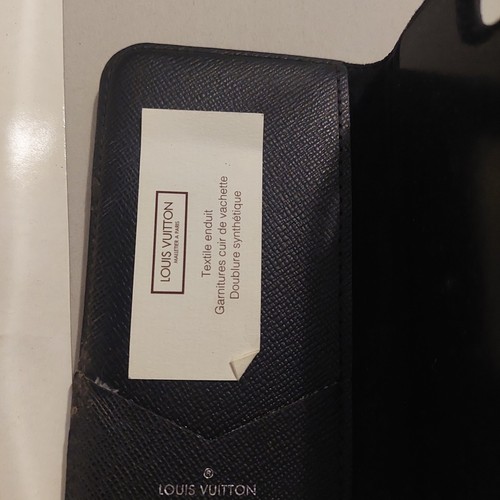 LOUIS VUITTON
MALLETIER À PARIS
Textile enduit
Garnitures cuir de vachette
Doublure synthétique
LOUIS VUITTON